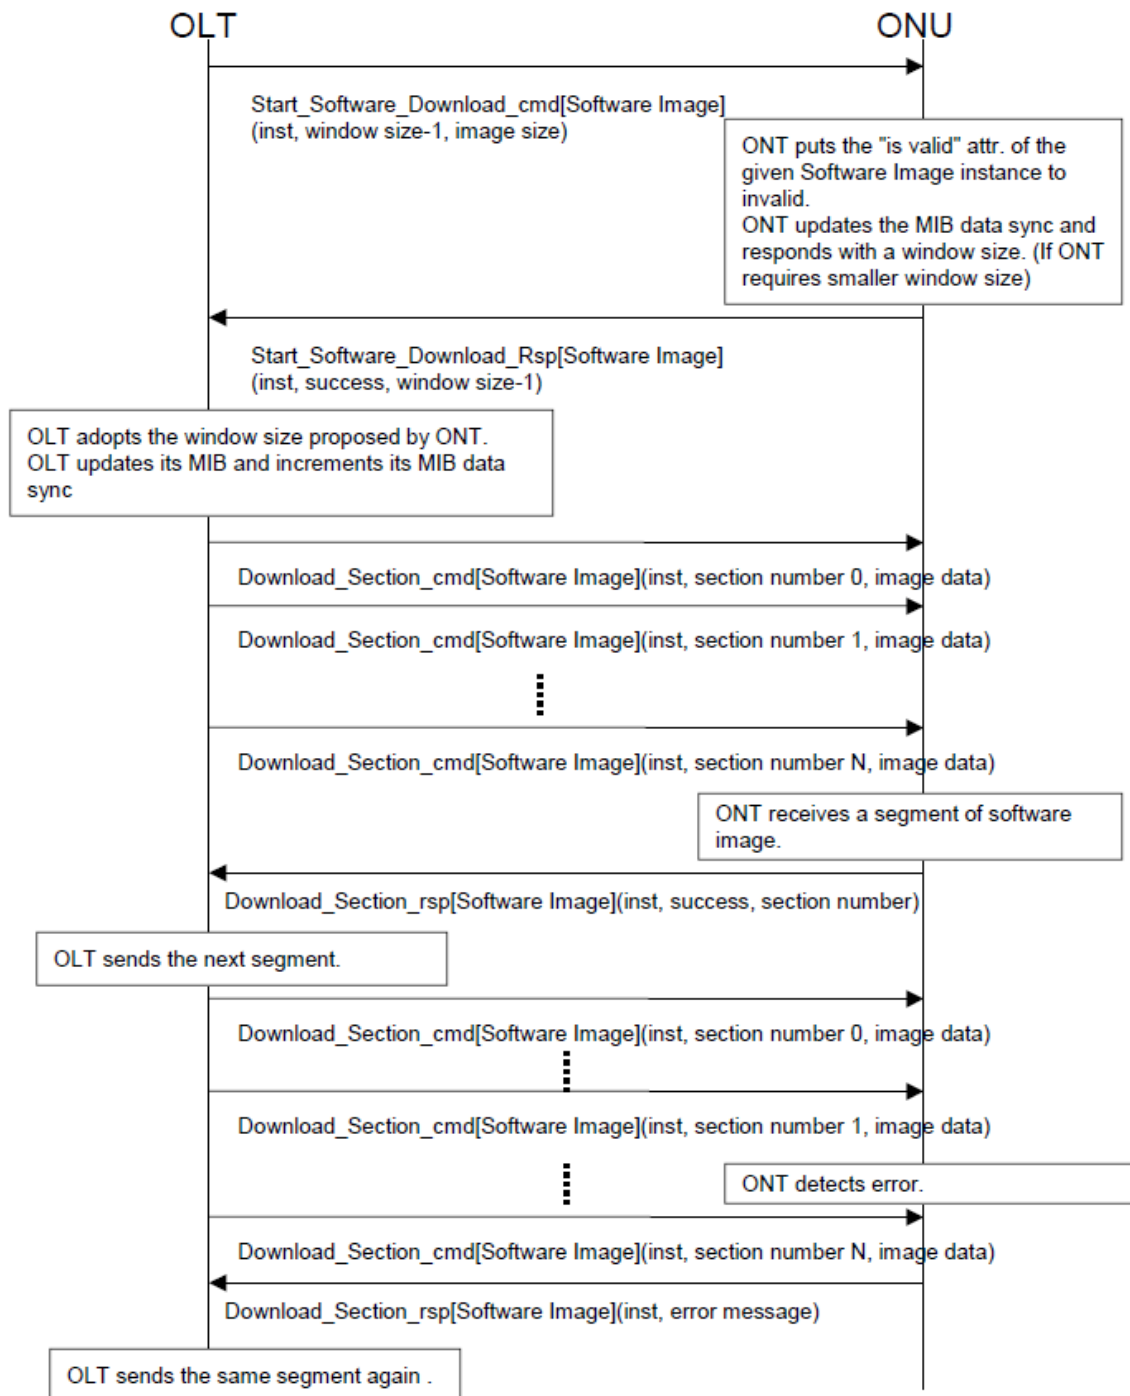 OLT
ONU
Start_Software_Download_cmd[Software Image]
(inst, window size-1, image size)
ONT puts the "is valid" attr. of the
given Software Image instance to
invalid.
ONT updates the MIB data sync and
responds with a window size. (If ONT
requires smaller window size)
Start_Software_Download_Rsp[Software Image]
(inst, success, window size-1)
OLT adopts the window size proposed by ONT.
OLT updates its MIB and increments its MIB data
sync
Download_Section_cmd[Software Image](inst, section number 0, image data)
Download_Section_cmd[Software Image](inst, section number 1, image data)
Download_Section_cmd[Software Image](inst, section number N, image data)
ONT receives a segment of software
image.
Download_Section_rsp[Software Image](inst, success, section number)
OLT sends the next segment.
Download_Section_cmd[Software Image](inst, section number 0, image data)
Download_Section_cmd[Software Image](inst, section number 1, image data)
ONT detects error.
Download_Section_cmd[Software Image](inst, section number N, image data)
Download_Section_rsp[Software Image](inst, error message)
OLT sends the same segment again .